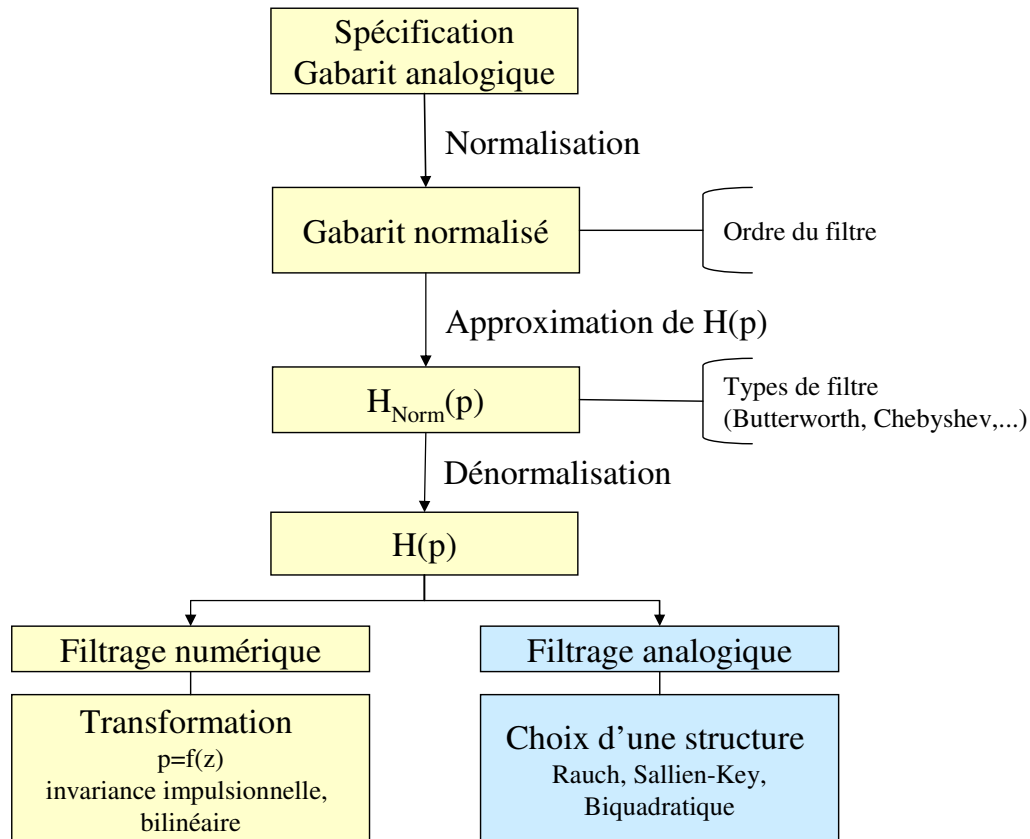 Spécification
Gabarit analogique
Normalisation
Gabarit normalisé
Ordre du filtre
Approximation de H(p)
H_Norm(p)
Types de filtre
(Butterworth, Chebyshev,...)
Dénormalisation
H(p)
Filtrage numérique
Filtrage analogique
Transformation
p=f(z)
invariance impulsionnelle,
bilinéaire
Choix d’une structure
Rauch, Sallien-Key,
Biquadratique